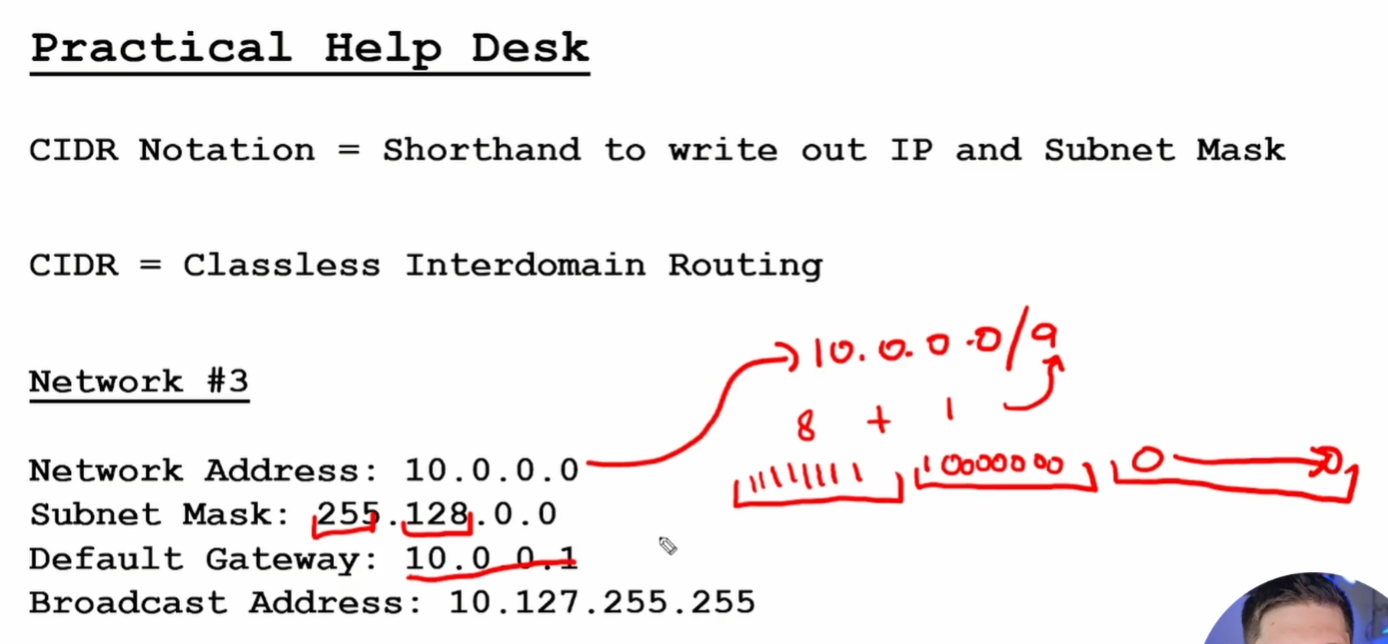 Practical Help Desk
CIDR Notation = Shorthand to write out IP and Subnet Mask
CIDR = Classless Interdomain Routing
10.0.0.0/9
Network #3
8 + 1
Network Address: 10.0.0.0
11111111 10000000 0 0
Subnet Mask: 255.128.0.0
Default Gateway: 10.0.0.1
Broadcast Address: 10.127.255.255